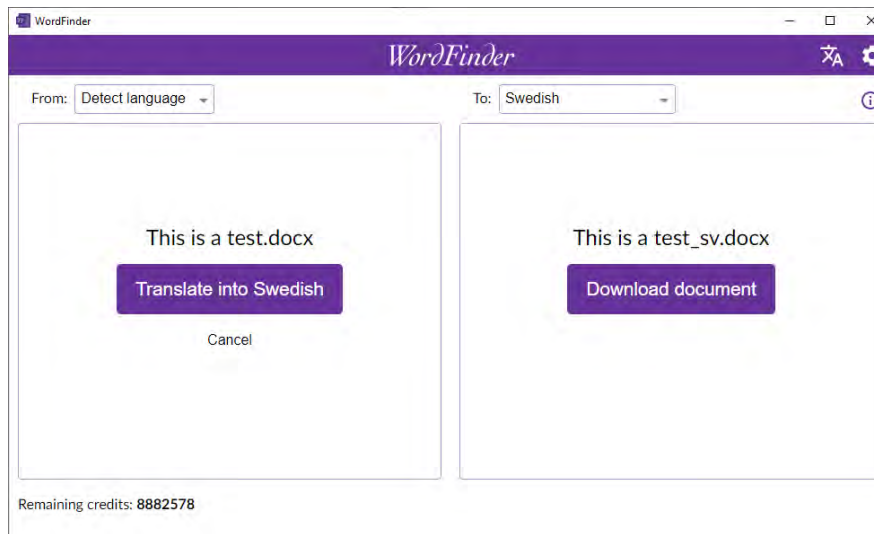 WordFinder
WordFinder
From: Detect language
To: Swedish
This is a test.docx
Translate into Swedish
Cancel
This is a test_sv.docx
Download document
Remaining credits: 8882578